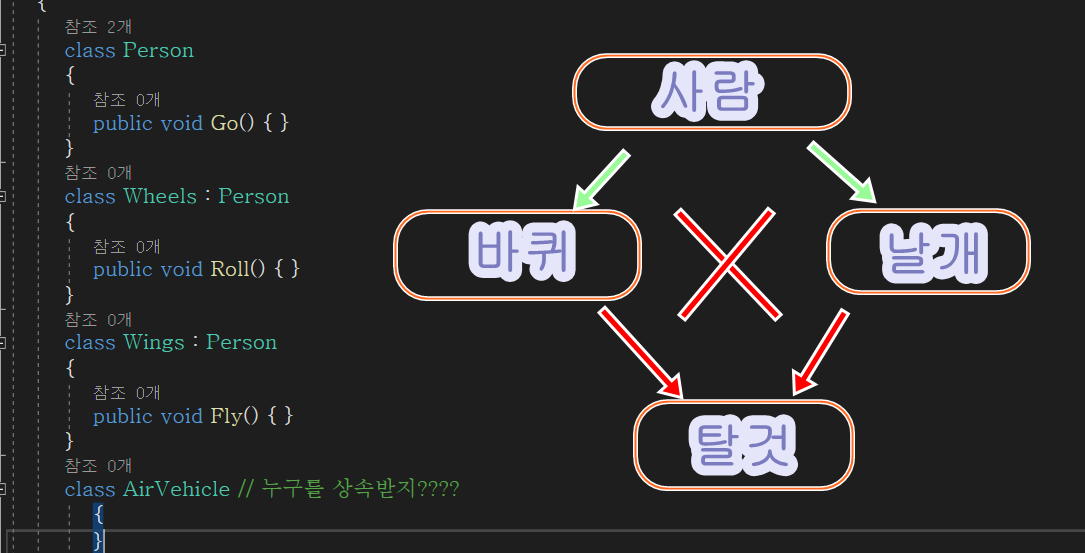 {
참조 2개
class Person
{
참조 0개
public void Go() { }
}
참조 0개
class Wheels : Person
{
참조 0개
public void Roll() { }
}
참조 0개
class Wings : Person
{
참조 0개
public void Fly() { }
}
참조 0개
class AirVehicle // 누구를 상속받지????
{
}
사람
바퀴
날개
탈것